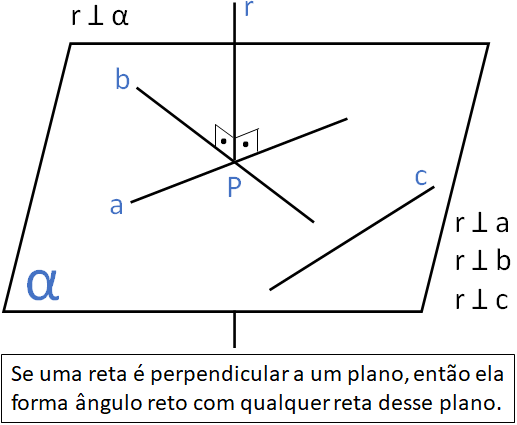 r ⊥ α
r
b
P
a
c
r ⊥ a
r ⊥ b
r ⊥ c
α
Se uma reta é perpendicular a um plano, então ela
forma ângulo reto com qualquer reta desse plano.